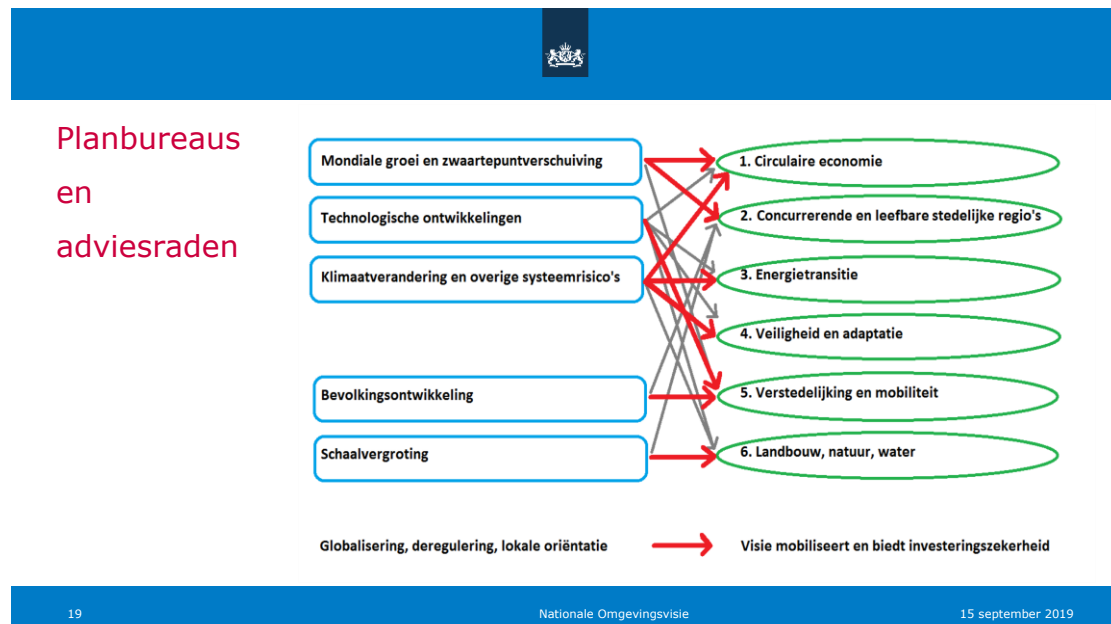 Planbureaus
en
adviesraden
Mondiale groei en zwaartepuntverschuiving
Technologische ontwikkelingen
Klimaatverandering en overige systeemrisico's
Bevolkingsontwikkeling
Schaalvergroting
1. Circulaire economie
2. Concurrerende en leefbare stedelijke regio's
3. Energietransitie
4. Veiligheid en adaptatie
5. Verstedelijking en mobiliteit
6. Landbouw, natuur, water
Globalisering, deregulering, lokale oriëntatie
Visie mobiliseert en biedt investeringszekerheid
19
Nationale Omgevingsvisie
15 september 2019